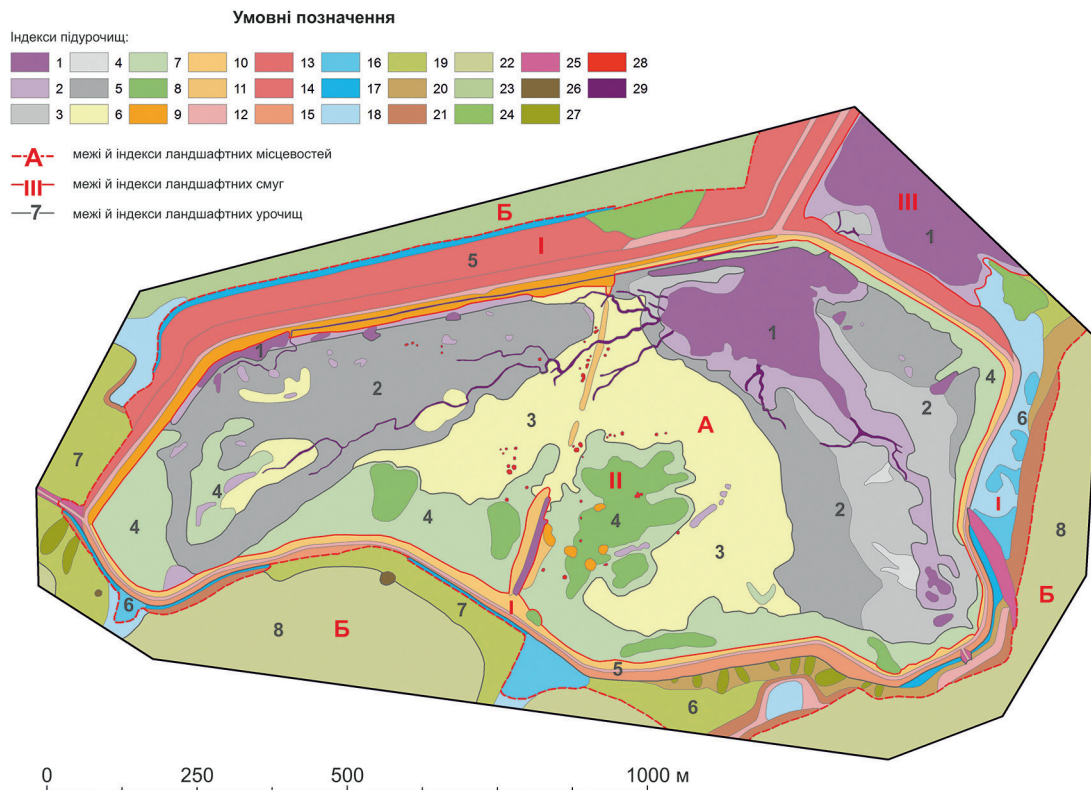 Умовні позначення
Індекси підурочищ:
1 4 7 10 13 16 19 22 25 28
2 5 8 11 14 17 20 23 26 29
3 6 9 12 15 18 21 24 27
А межі й індекси ландшафтних місцевостей
III межі й індекси ландшафтних смуг
7 межі й індекси ландшафтних урочищ
Б
III
I
1
5
1
1
2
4
2
3
А
6
7
II
4
I
4
4
4
2
3
8
6
7
Б
I
8
Б
5
6
0 250 500 1000 м